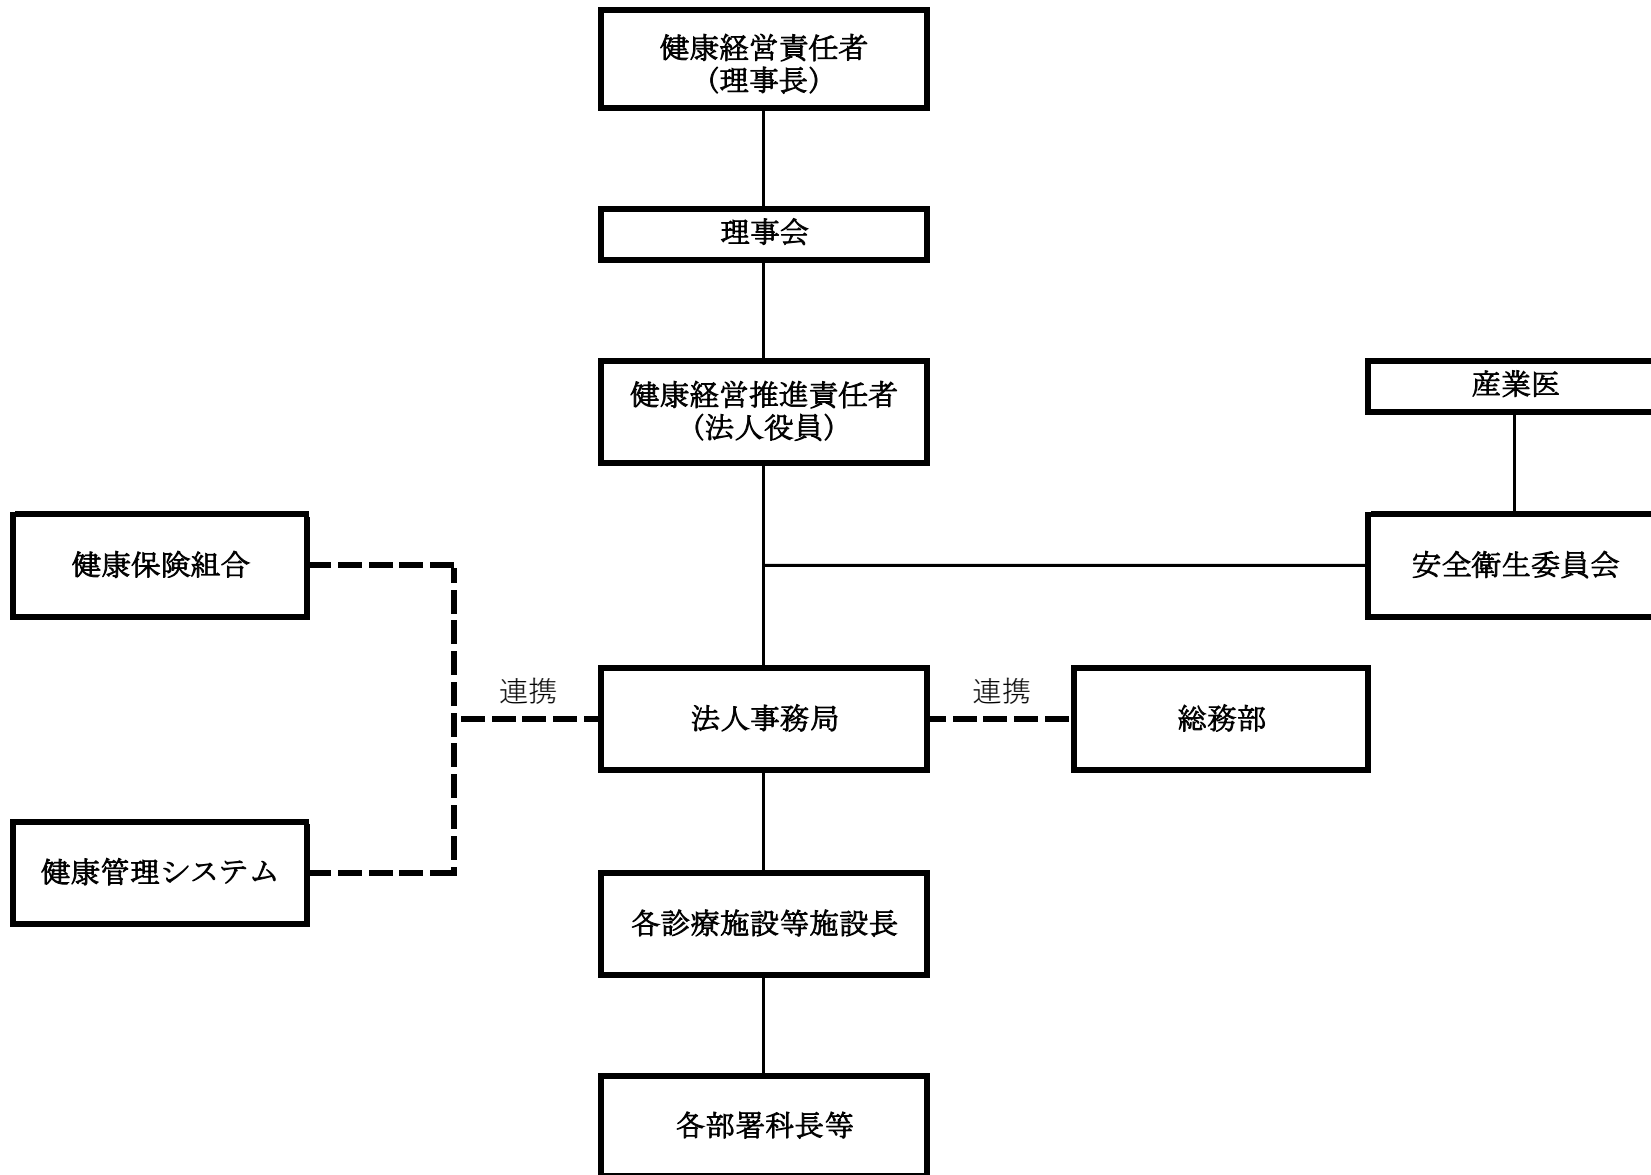 健康経営責任者
(理事長)
理事会
健康経営推進責任者
(法人役員)
産業医
健康保険組合
安全衛生委員会
連携
連携
法人事務局
総務部
健康管理システム
各診療施設等施設長
各部署科長等